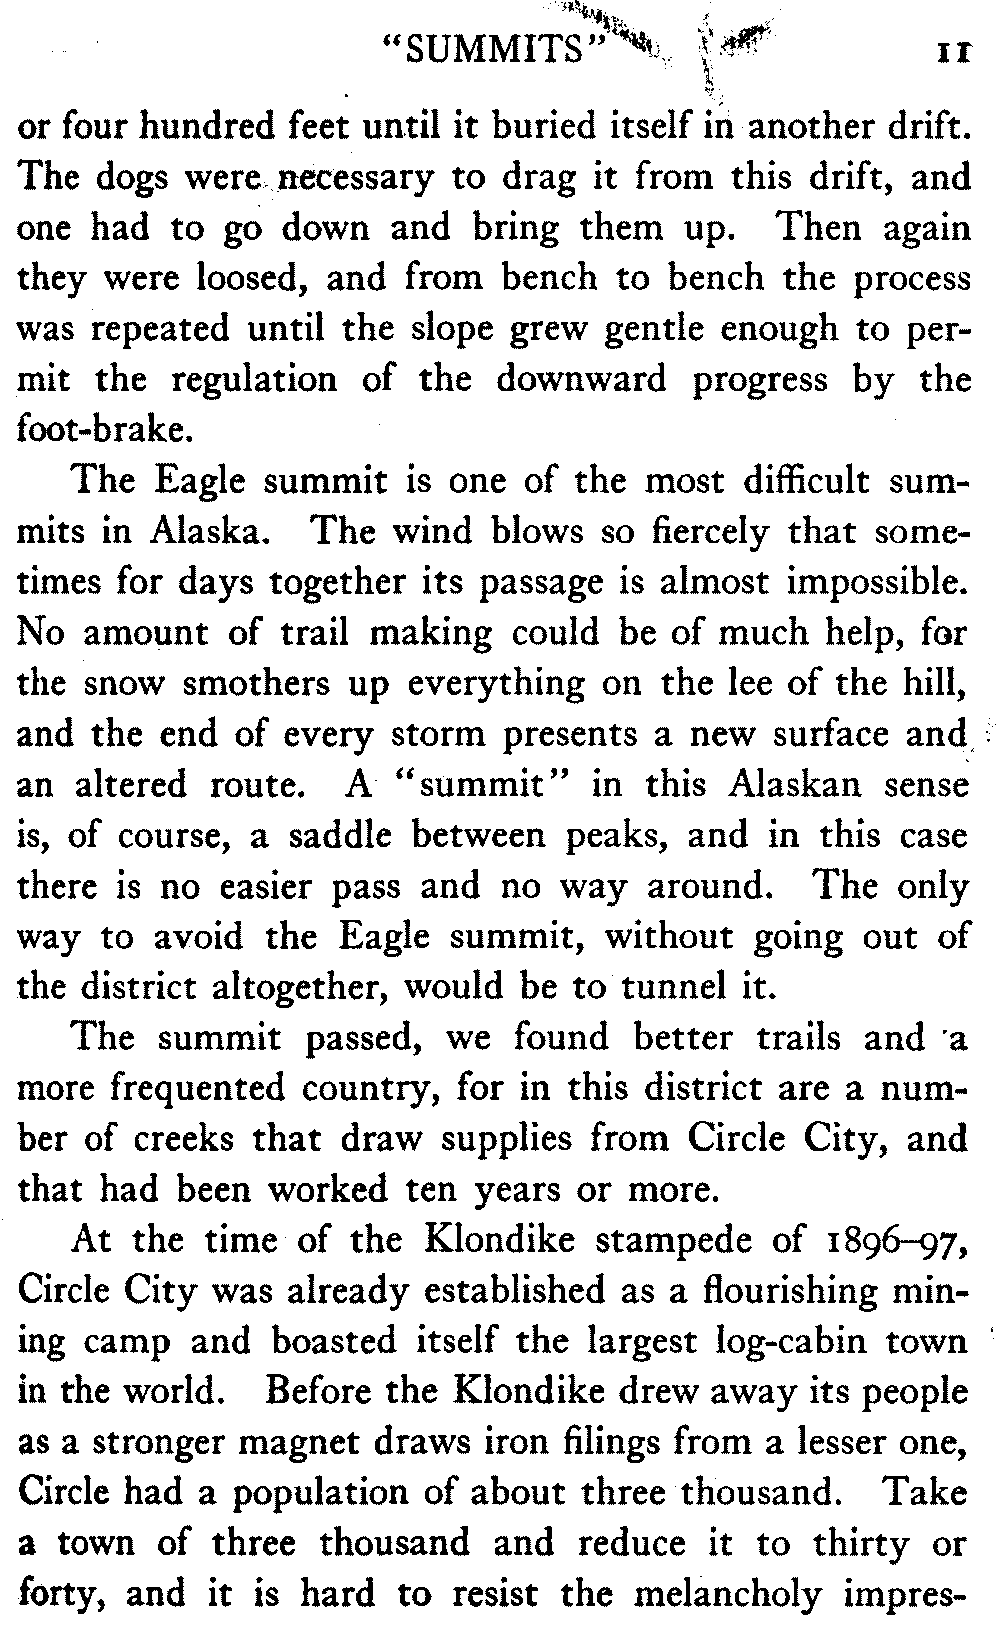 "SUMMITS" 11
or four hundred feet until it buried itself in another drift.
The dogs were necessary to drag it from this drift, and
one had to go down and bring them up. Then again
they were loosed, and from bench to bench the process
was repeated until the slope grew gentle enough to per-
mit the regulation of the downward progress by the
foot-brake.
The Eagle summit is one of the most difficult sum-
mits in Alaska. The wind blows so fiercely that some-
times for days together its passage is almost impossible.
No amount of trail making could be of much help, for
the snow smothers up everything on the lee of the hill,
and the end of every storm presents a new surface and
an altered route. A "summit" in this Alaskan sense
is, of course, a saddle between peaks, and in this case
there is no easier pass and no way around. The only
way to avoid the Eagle summit, without going out of
the district altogether, would be to tunnel it.
The summit passed, we found better trails and a
more frequented country, for in this district are a num-
ber of creeks that draw supplies from Circle City, and
that had been worked ten years or more.
At the time of the Klondike stampede of 1896–97,
Circle City was already established as a flourishing min-
ing camp and boasted itself the largest log-cabin town
in the world. Before the Klondike drew away its people
as a stronger magnet draws iron filings from a lesser one,
Circle had a population of about three thousand. Take
a town of three thousand and reduce it to thirty or
forty, and it is hard to resist the melancholy impres-